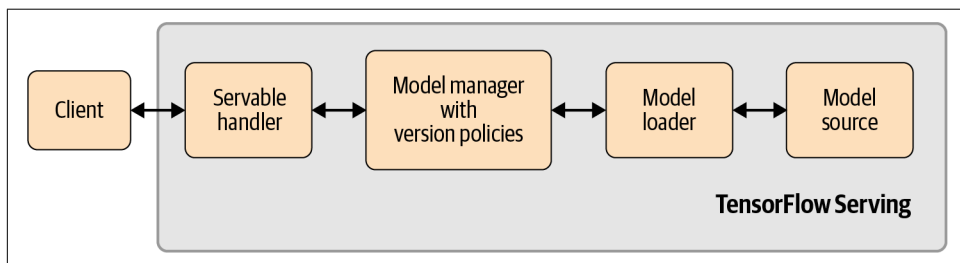 Client
Servable
handler
Model manager
with
version policies
Model
loader
Model
source
TensorFlow Serving